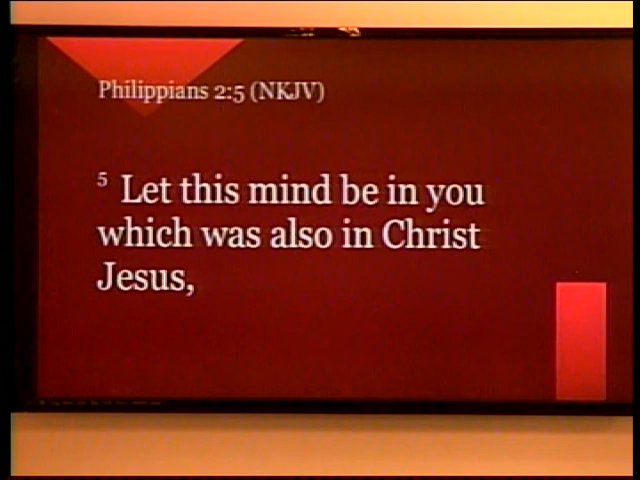 Philippians 2:5 (NKJV)
5 Let this mind be in you
which was also in Christ
Jesus,